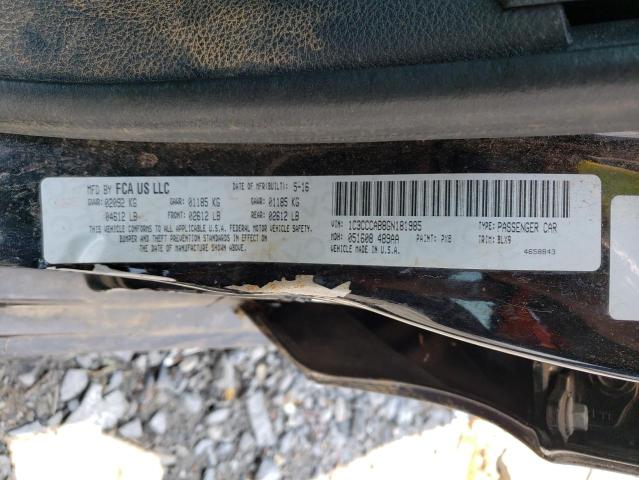 MFD BY FCA US LLC DATE OF MFR(BUILT): 5-16
GVWR: 02092 KG GAWR: 01185 KG GAWR: 01185 KG
04612 LB FRONT: 02612 LB REAR: 02612 LB
THIS VEHICLE CONFORMS TO ALL APPLICABLE U.S.A. FEDERAL MOTOR VEHICLE SAFETY,
BUMPER AND THEFT PREVENTION STANDARDS IN EFFECT ON
THE DATE OF MANUFACTURE SHOWN ABOVE.
VIN: 1C3CCCAB8GN181985 TYPE: PASSENGER CAR
MDH: 051608 489AA PAINT: PX8 TRIM: BLX9
VEHICLE MADE IN U.S.A. 4658843